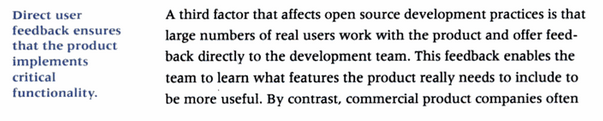 Direct user
feedback ensures
that the product
implements
critical
functionality.
A third factor that affects open source development practices is that
large numbers of real users work with the product and offer feed-
back directly to the development team. This feedback enables the
team to learn what features the product really needs to include to
be more useful. By contrast, commercial product companies often